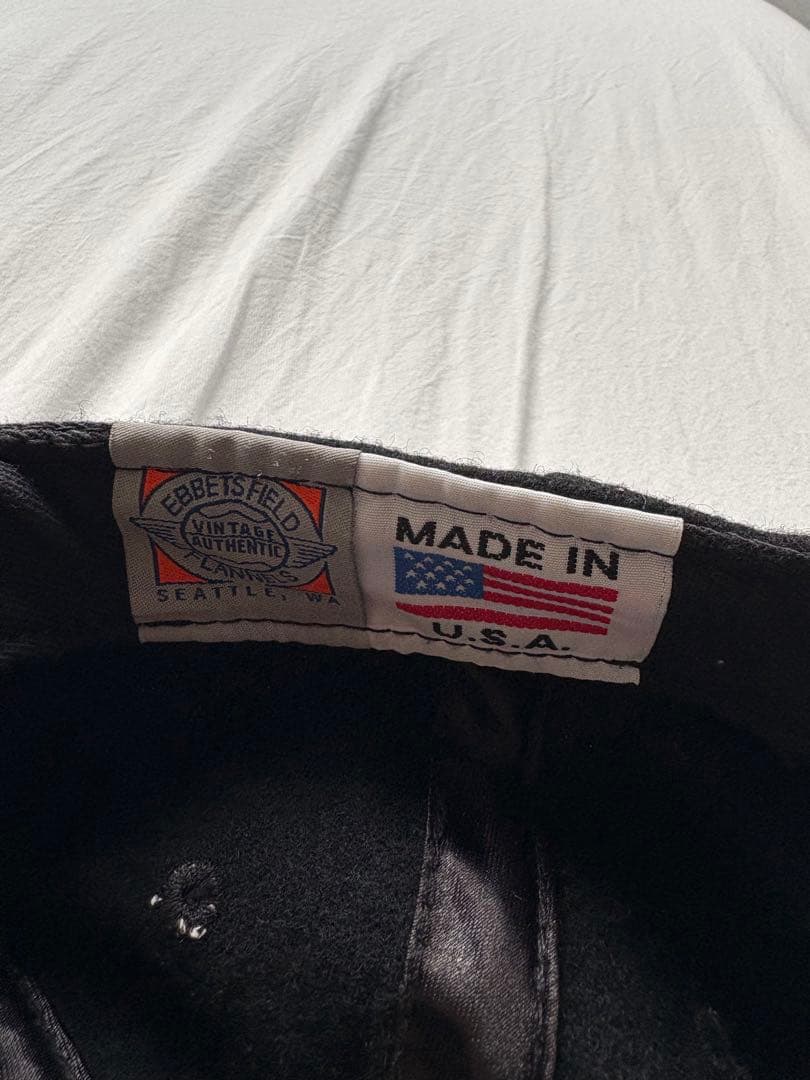 EBBETS FIELD
VINTAGE
AUTHENTIC
FLANNELS
SEATTLE, WA
MADE IN
U.S.A.